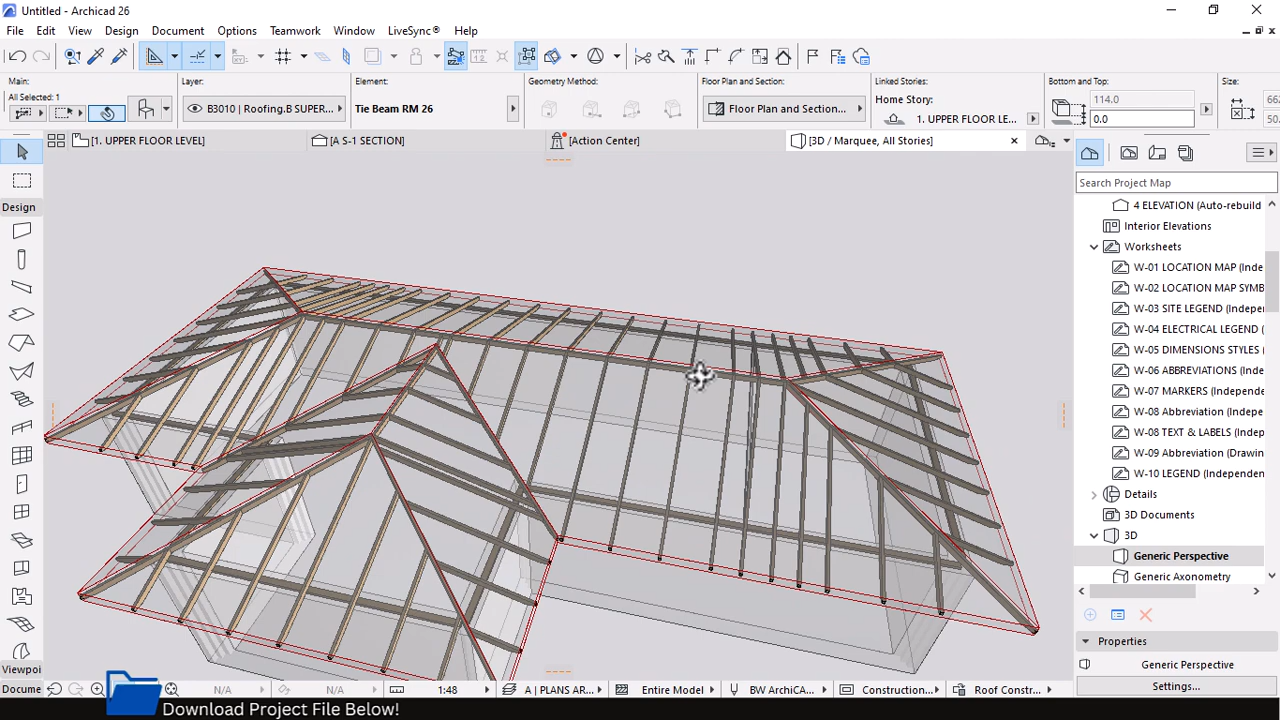 Untitled - Archicad 26
File Edit View Design Document Options Teamwork Window LiveSync® Help
Main: Layer: Element: Geometry Method: Floor Plan and Section: Linked Stories: Bottom and Top: Size:
All Selected: 1
B3010 | Roofing.B SUPER...
Tie Beam RM 26
Floor Plan and Section...
Home Story:
1. UPPER FLOOR LE...
114.0
0.0
[1. UPPER FLOOR LEVEL] [A S-1 SECTION] [Action Center] [3D / Marquee, All Stories]
Search Project Map
Design
4 ELEVATION (Auto-rebuild
Interior Elevations
Worksheets
W-01 LOCATION MAP (Inde
W-02 LOCATION MAP SYMB
W-03 SITE LEGEND (Indepen
W-04 ELECTRICAL LEGEND (
W-05 DIMENSIONS STYLES (
W-06 ABBREVIATIONS (Inde
W-07 MARKERS (Independe
W-08 Abbreviation (Indepe
W-08 TEXT & LABELS (Indep
W-09 Abbreviation (Drawin
W-10 LEGEND (Independen
Details
3D Documents
3D
Generic Perspective
Generic Axonometry
Properties
Generic Perspective
Settings...
Viewpoi
Docume
N/A N/A 1:48 A | PLANS AR... Entire Model BW ArchiCA... Construction... Roof Constr...
Download Project File Below!